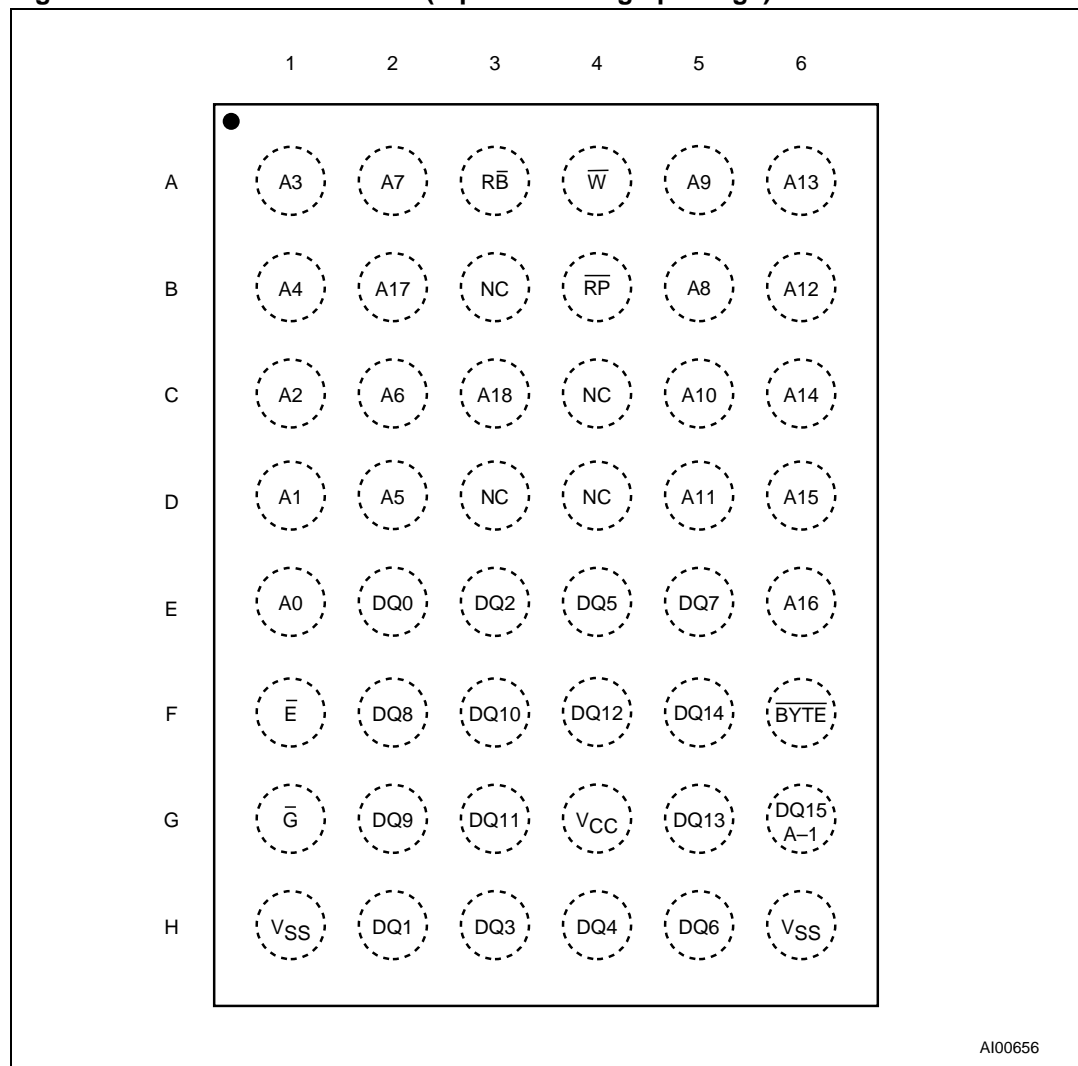 1 2 3 4 5 6
A A3 A7 RB̅ W̅ A9 A13
B A4 A17 NC R̅P̅ A8 A12
C A2 A6 A18 NC A10 A14
D A1 A5 NC NC A11 A15
E A0 DQ0 DQ2 DQ5 DQ7 A16
F E̅ DQ8 DQ10 DQ12 DQ14 B̅Y̅T̅E̅
G G̅ DQ9 DQ11 VCC DQ13 DQ15 A–1
H VSS DQ1 DQ3 DQ4 DQ6 VSS
AI00656